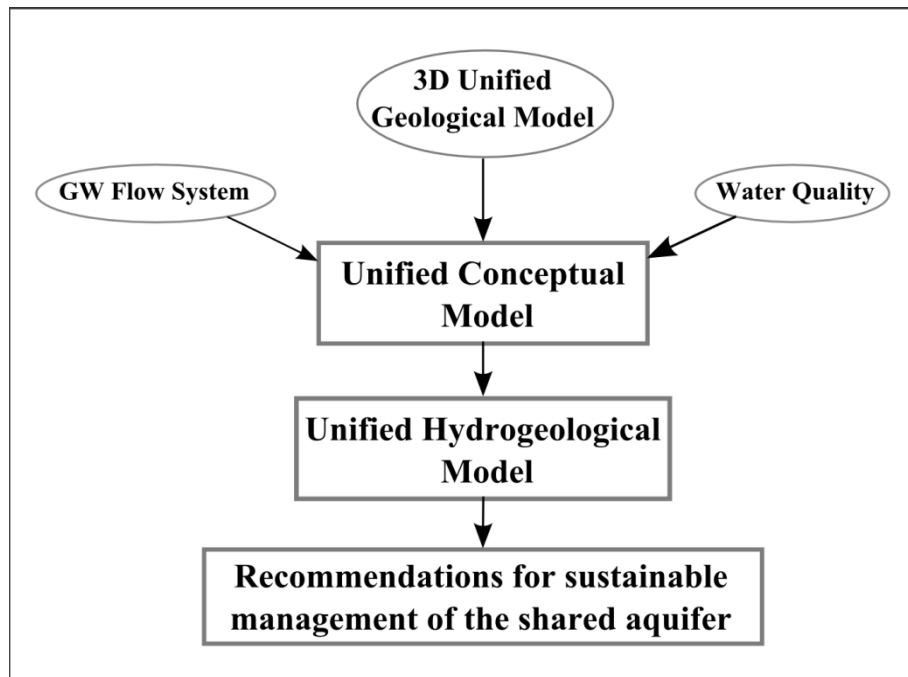 3D Unified
Geological Model
GW Flow System
Water Quality
Unified Conceptual
Model
Unified Hydrogeological
Model
Recommendations for sustainable
management of the shared aquifer